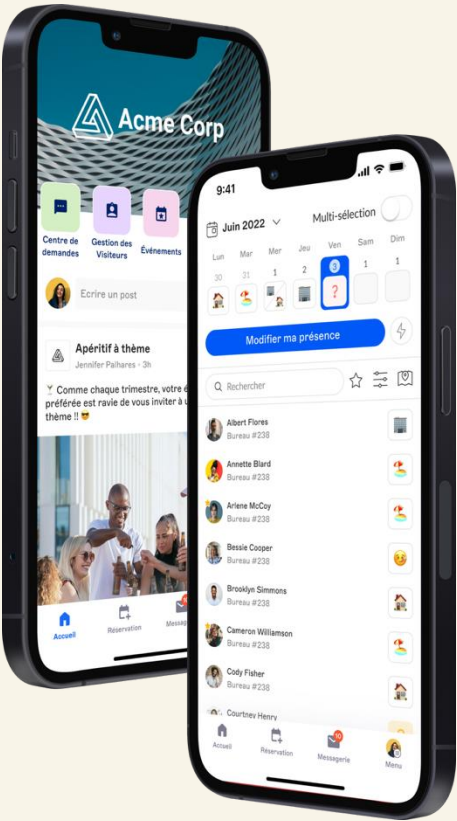 Acme Corp
Centre de
demandes
Gestion des
Visiteurs
Événements
Ecrire un post
Apéritif à thème
Jennifer Palhares - 3h
Comme chaque trimestre, votre é
préférée est ravie de vous inviter à u
thème !!
Accueil
Réservation
Messag
9:41
Juin 2022
Multi-sélection
Lun Mar Mer Jeu Ven Sam Dim
30 31 1 2 3 1 1
?
Modifier ma présence
Rechercher
Albert Flores
Bureau #238
Annette Blard
Bureau #238
Arlene McCoy
Bureau #238
Bessie Cooper
Bureau #238
Brooklyn Simmons
Bureau #238
Cameron Williamson
Bureau #238
Cody Fisher
Bureau #238
Courtney Henry
Accueil
Réservation
10
Messagerie
Menu